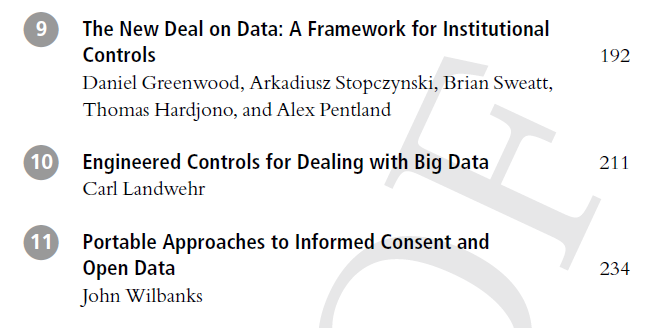 9 The New Deal on Data: A Framework for Institutional
Controls 192
Daniel Greenwood, Arkadiusz Stopczynski, Brian Sweatt,
Thomas Hardjono, and Alex Pentland
10 Engineered Controls for Dealing with Big Data 211
Carl Landwehr
11 Portable Approaches to Informed Consent and
Open Data 234
John Wilbanks
OF